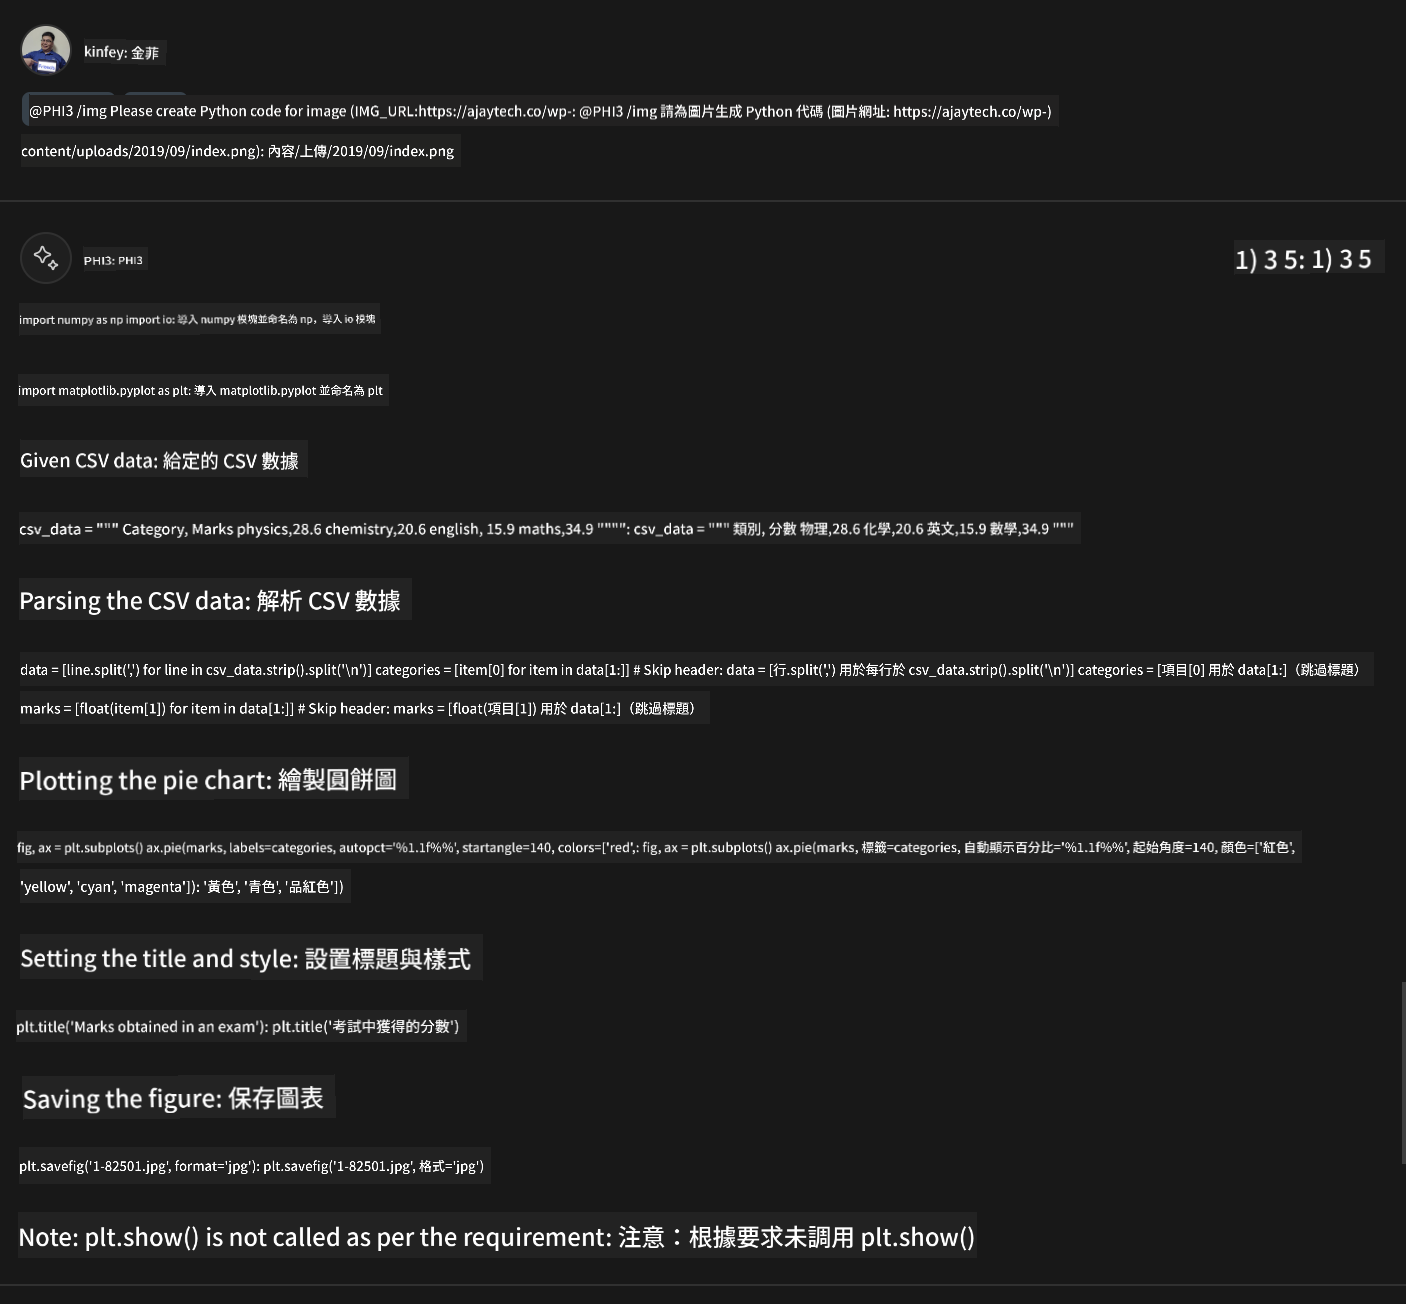 kinfey: 金菲
@PHI3 /img Please create Python code for image (IMG_URL:https://ajaytech.co/wp-: @PHI3 /img 請為圖片生成 Python 代碼 (圖片網址: https://ajaytech.co/wp-)
content/uploads/2019/09/index.png): 內容/上傳/2019/09/index.png
PHI3: PHI3
1) 3 5: 1) 3 5
import numpy as np import io: 導入 numpy 模塊並命名為 np，導入 io 模塊
import matplotlib.pyplot as plt: 導入 matplotlib.pyplot 並命名為 plt
Given CSV data: 給定的 CSV 數據
csv_data = """ Category, Marks physics,28.6 chemistry,20.6 english, 15.9 maths,34.9 """": csv_data = """ 類別, 分數 物理,28.6 化學,20.6 英文,15.9 數學,34.9 """
Parsing the CSV data: 解析 CSV 數據
data = [line.split(',') for line in csv_data.strip().split('\n')] categories = [item[0] for item in data[1:]] # Skip header: data = [行.split(',') 用於每行於 csv_data.strip().split('\n')] categories = [項目[0] 用於 data[1:]（跳過標題）
marks = [float(item[1]) for item in data[1:]] # Skip header: marks = [float(項目[1]) 用於 data[1:]（跳過標題）
Plotting the pie chart: 繪製圓餅圖
fig, ax = plt.subplots() ax.pie(marks, labels=categories, autopct='%1.1f%%', startangle=140, colors=['red',: fig, ax = plt.subplots() ax.pie(marks, 標籤=categories, 自動顯示百分比='%1.1f%%', 起始角度=140, 顏色=['紅色',
'yellow', 'cyan', 'magenta']): '黃色', '青色', '品紅色'])
Setting the title and style: 設置標題與樣式
plt.title('Marks obtained in an exam'): plt.title('考試中獲得的分數')
Saving the figure: 保存圖表
plt.savefig('1-82501.jpg', format='jpg'): plt.savefig('1-82501.jpg', 格式='jpg')
Note: plt.show() is not called as per the requirement: 注意：根據要求未調用 plt.show()